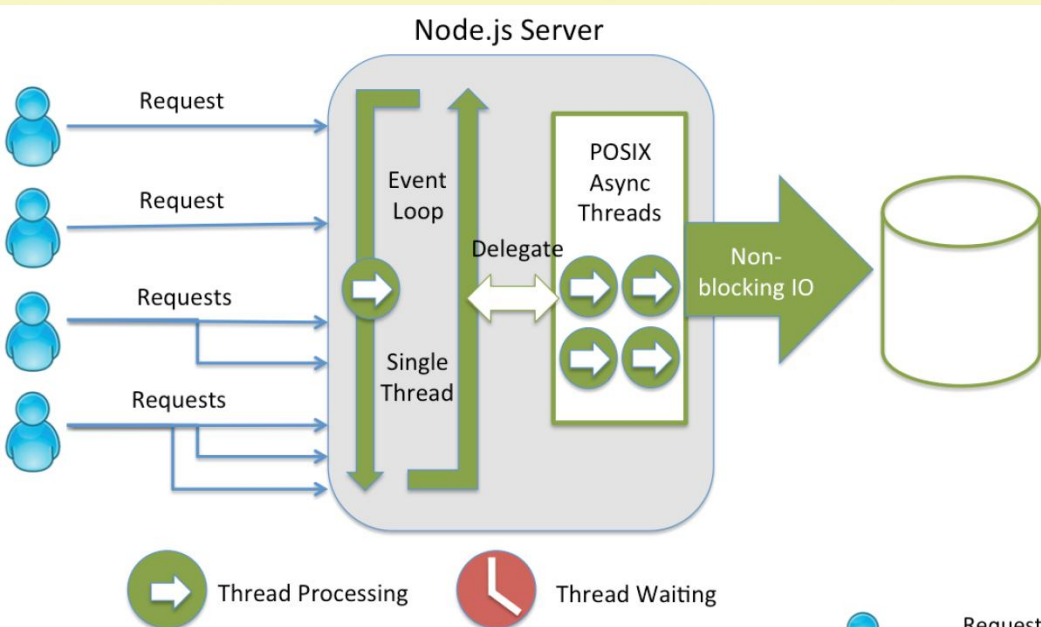 Node.js Server
Request
Request
Requests
Requests
Event
Loop
Single
Thread
Delegate
POSIX
Async
Threads
Non-
blocking IO
Thread Processing
Thread Waiting
Request